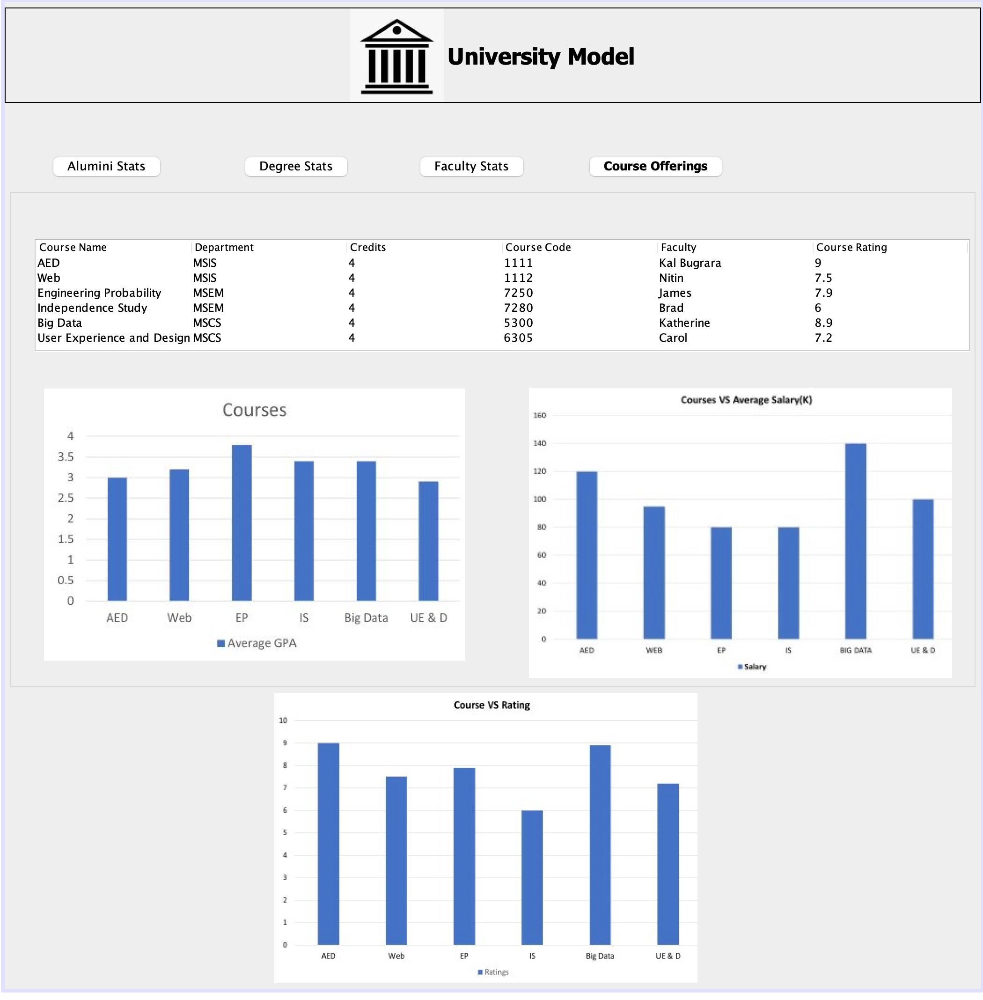 University Model
Alumini Stats Degree Stats Faculty Stats Course Offerings
Course Name Department Credits Course Code Faculty Course Rating
AED MSIS 4 1111 Kal Bugrara 9
Web MSIS 4 1112 Nitin 7.5
Engineering Probability MSEM 4 7250 James 7.9
Independence Study MSEM 4 7280 Brad 6
Big Data MSCS 4 5300 Katherine 8.9
User Experience and Design MSCS 4 6305 Carol 7.2
Courses
4
3.5
3
2.5
2
1.5
1
0.5
0
AED Web EP IS Big Data UE & D
Average GPA
Courses VS Average Salary(K)
160
140
120
100
80
60
40
20
0
AED WEB EP IS BIG DATA UE & D
Salary
Course VS Rating
10
9
8
7
6
5
4
3
2
1
0
AED Web EP IS Big Data UE & D
Ratings